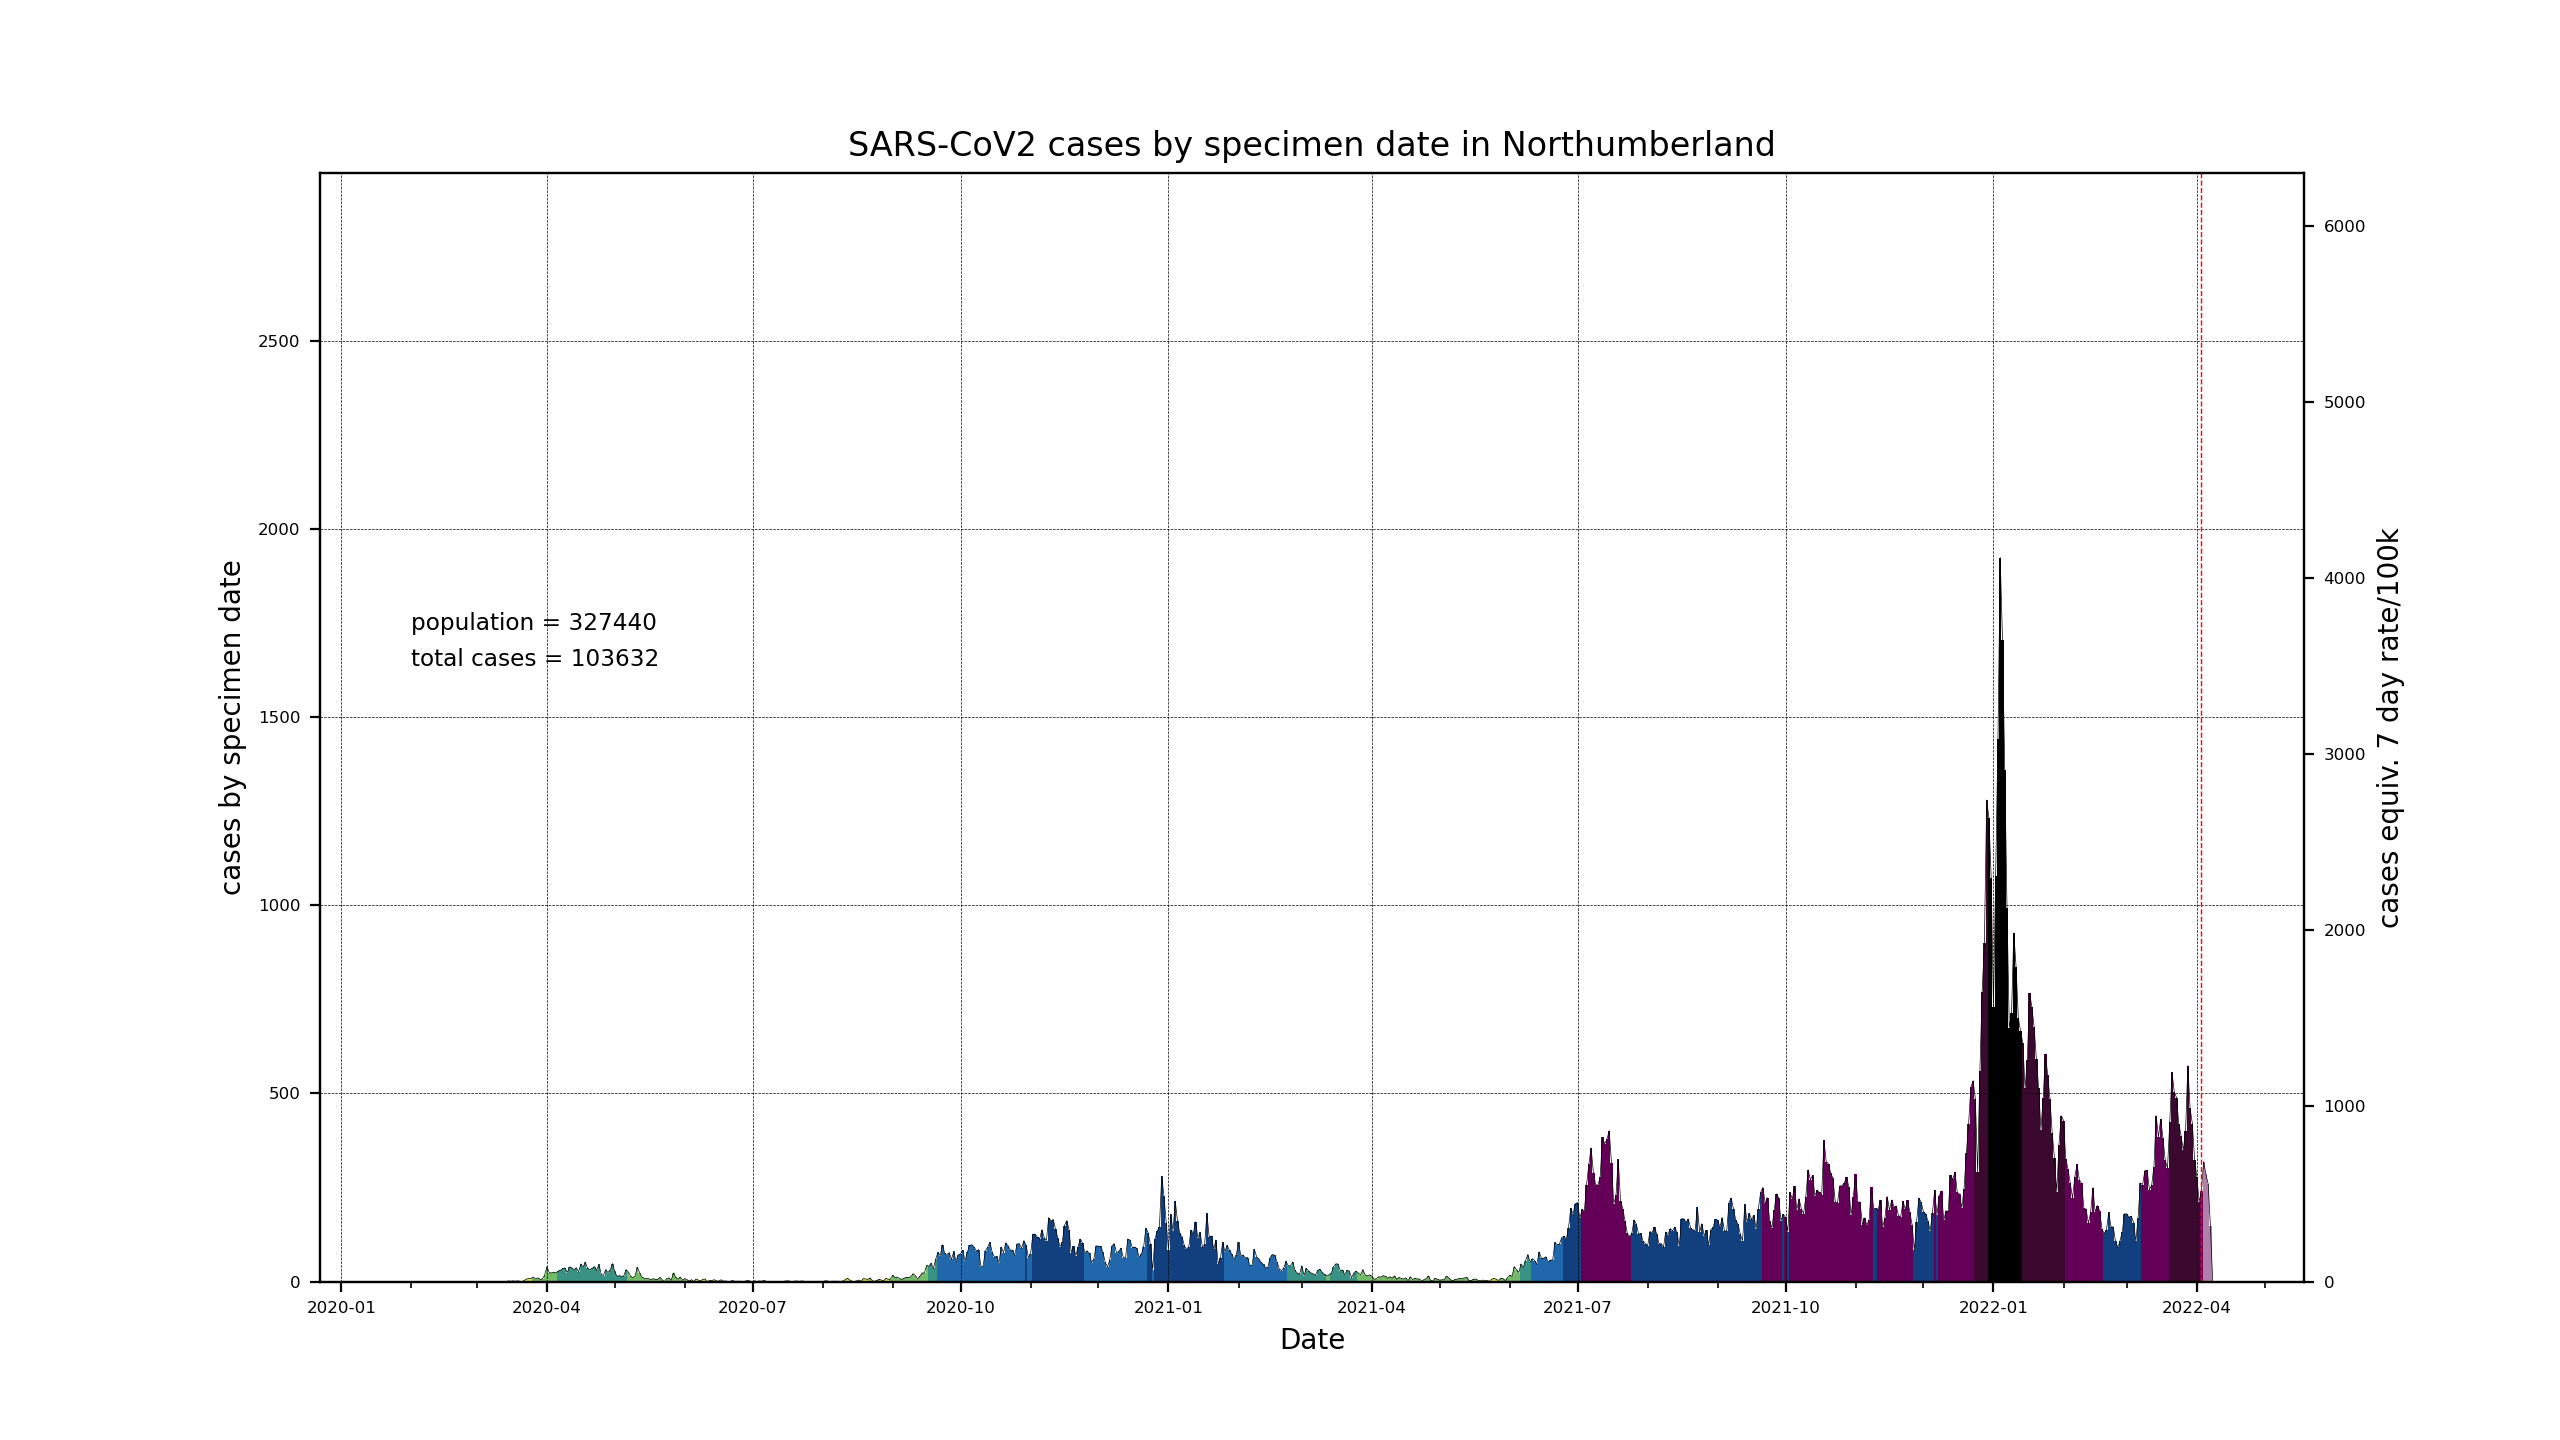 SARS-CoV2 cases by specimen date in Northumberland
cases by specimen date
2500
2000
1500
1000
500
0
population = 327440
total cases = 103632
6000
5000
4000
3000
2000
1000
0
cases equiv. 7 day rate/100k
2020-01 2020-04 2020-07 2020-10 2021-01 2021-04 2021-07 2021-10 2022-01 2022-04
Date